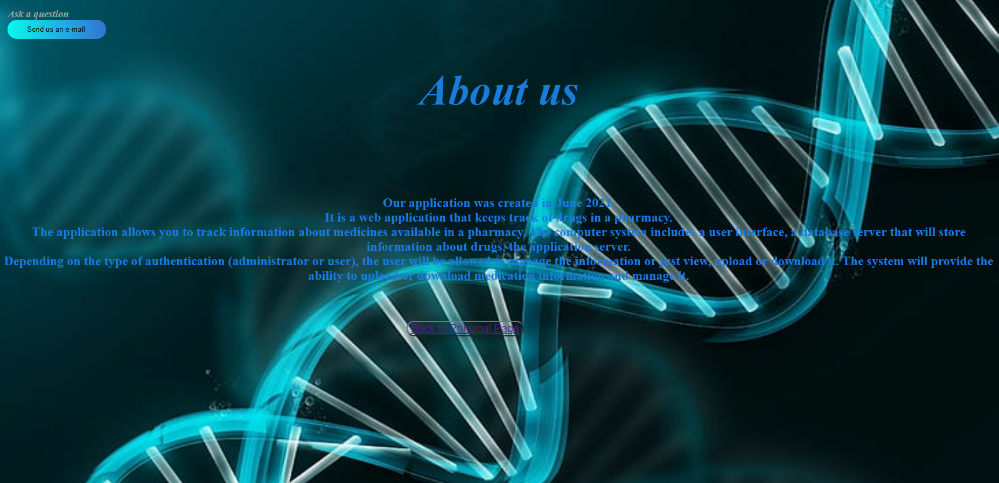 Ask a question
Send us an e-mail
About us
Our application was created in June 2021.
It is a web application that keeps track of drugs in a pharmacy.
The application allows you to track information about medicines available in a pharmacy. The computer system includes a user interface, a database server that will store
information about drugs, the application server.
Depending on the type of authentication (administrator or user), the user will be allowed to manage the information or just view, upload or download it. The system will provide the
ability to upload or download medication information and manage it.
Back to Principal Page